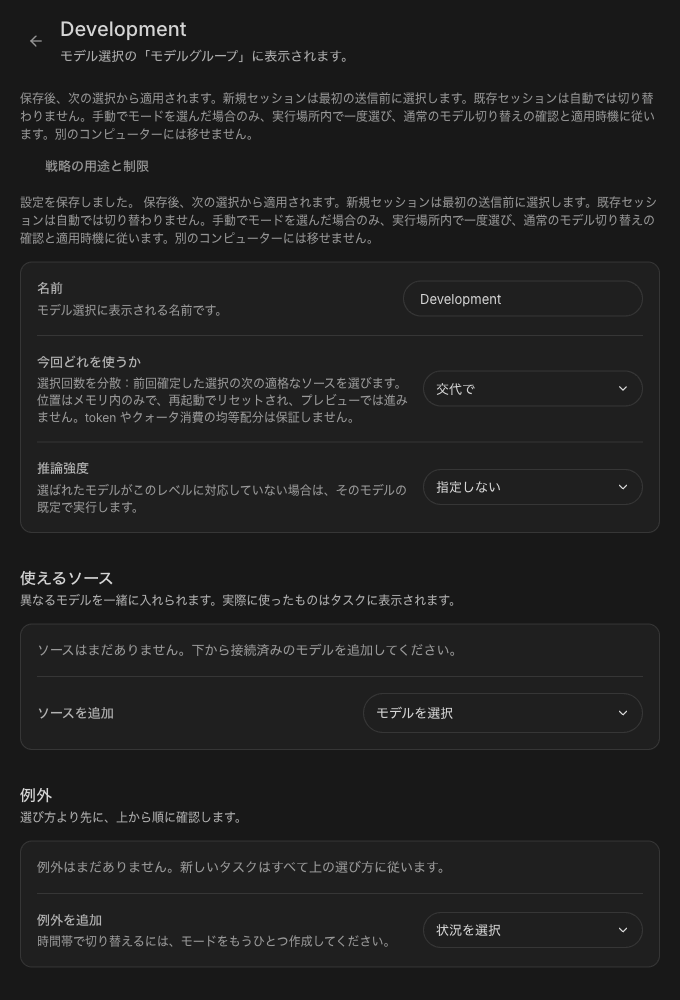 Development
モデル選択の「モデルグループ」に表示されます。
保存後、次の選択から適用されます。新規セッションは最初の送信前に選択します。既存セッションは自動では切り替
わりません。手動でモードを選んだ場合のみ、実行場所内で一度選び、通常のモデル切り替えの確認と適用時機に従い
ます。別のコンピューターには移せません。
戦略の用途と制限
設定を保存しました。 保存後、次の選択から適用されます。新規セッションは最初の送信前に選択します。既存セッシ
ョンは自動では切り替わりません。手動でモードを選んだ場合のみ、実行場所内で一度選び、通常のモデル切り替えの
確認と適用時機に従います。別のコンピューターには移せません。
名前
モデル選択に表示される名前です。
Development
今回どれを使うか
選択回数を分散：前回確定した選択の次の適格なソースを選びます。
位置はメモリ内のみで、再起動でリセットされ、プレビューでは進み
ません。token やクォータ消費の均等配分は保証しません。
交代で
推論強度
選ばれたモデルがこのレベルに対応していない場合は、そのモデルの
既定で実行します。
指定しない
使えるソース
異なるモデルを一緒に入れられます。実際に使ったものはタスクに表示されます。
ソースはまだありません。下から接続済みのモデルを追加してください。
ソースを追加
モデルを選択
例外
選び方より先に、上から順に確認します。
例外はまだありません。新しいタスクはすべて上の選び方に従います。
例外を追加
時間帯で切り替えるには、モードをもうひとつ作成してください。
状況を選択